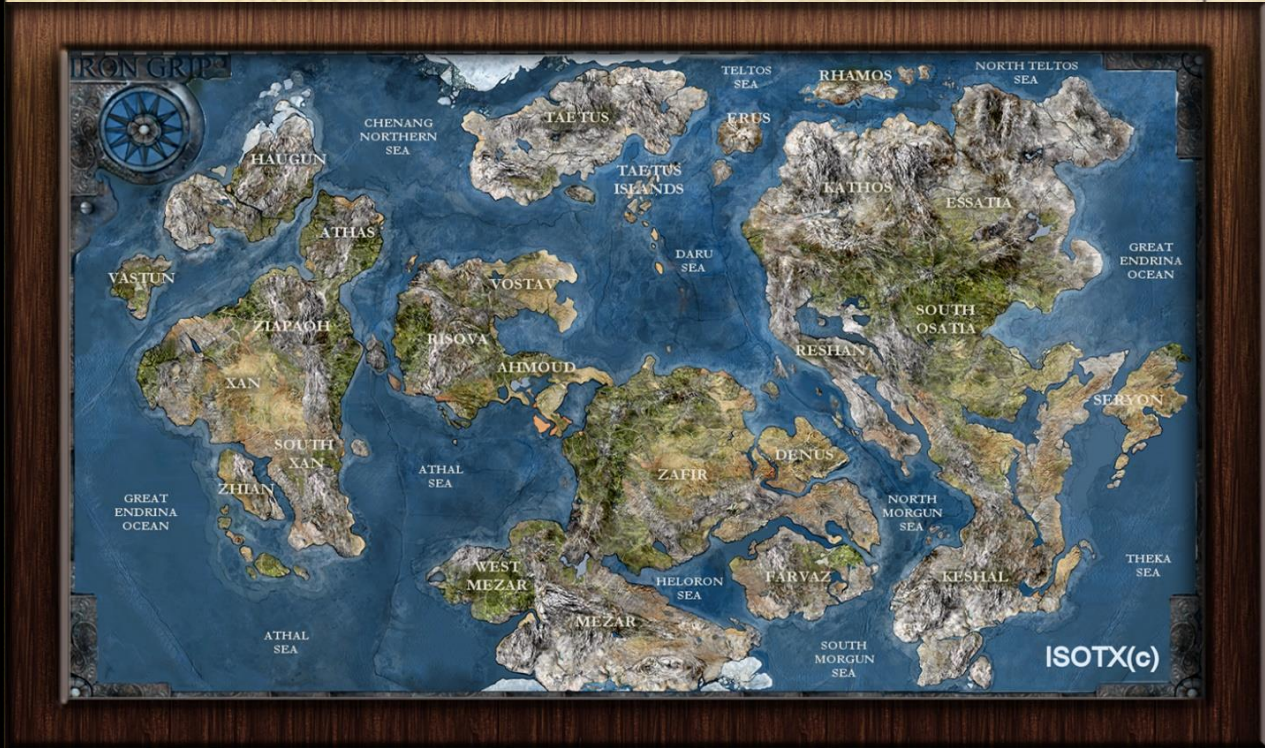 IRON GRIP
TELTOS
SEA
RHAMOS
NORTH TELTOS
SEA
CHENANG
NORTHERN
SEA
TAETUS
ERUS
HAUGUN
TAETUS
ISLANDS
KATHOS
ESSATIA
ATHAS
DARU
SEA
GREAT
ENDRINA
OCEAN
VASTUN
VOSTAV
ZIAPAOH
SOUTH
OSATIA
RISOVA
RESHAN
AHMOUD
XAN
SERYON
SOUTH
XAN
DENUS
ATHAL
SEA
ZAFIR
ZHIAN
GREAT
ENDRINA
OCEAN
NORTH
MORGUN
SEA
WEST
MEZAR
HELORON
SEA
FARVAZ
KESHAL
THEKA
SEA
MEZAR
ATHAL
SEA
SOUTH
MORGUN
SEA
ISOTX(c)